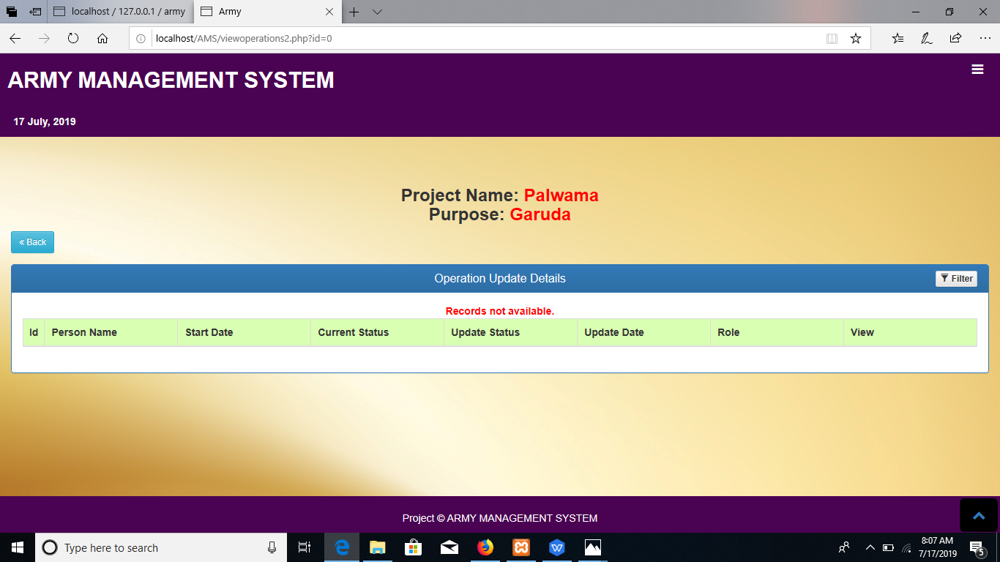 localhost / 127.0.0.1 / army
Army
localhost/AMS/viewoperations2.php?id=0
ARMY MANAGEMENT SYSTEM
17 July, 2019
Project Name: Palwama
Purpose: Garuda
« Back
Operation Update Details
Filter
Records not available.
Id Person Name Start Date Current Status Update Status Update Date Role View
Project © ARMY MANAGEMENT SYSTEM
Type here to search
8:07 AM
7/17/2019
5